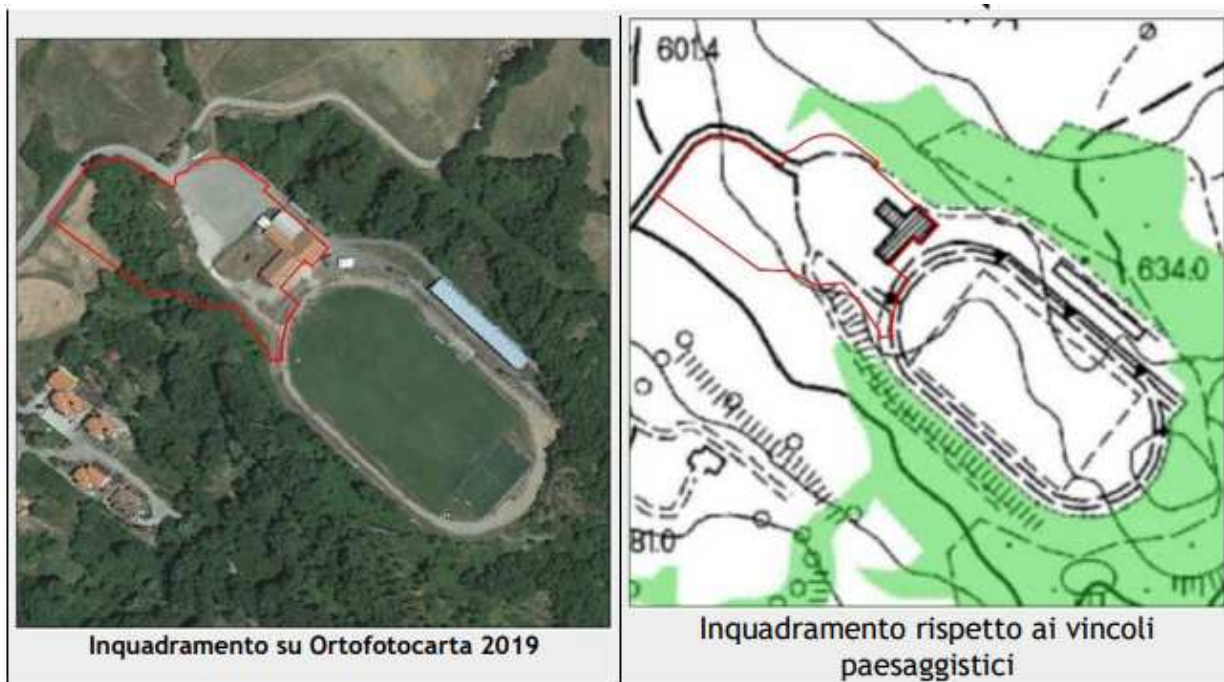 601.4
634.0
81.0
Inquadramento su Ortofotocarta 2019
Inquadramento rispetto ai vincoli
paesaggistici